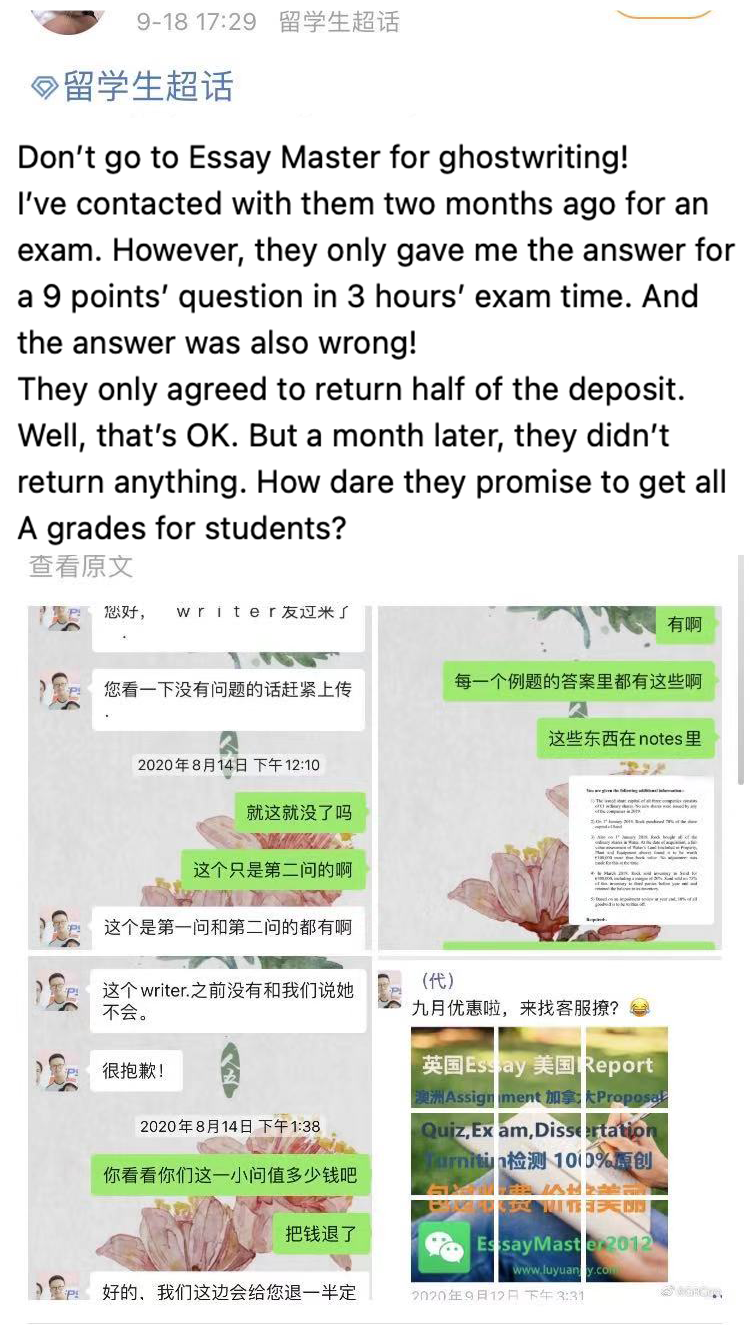 9-18 17:29 留学生超话
留学生超话
Don't go to Essay Master for ghostwriting!
I've contacted with them two months ago for an
exam. However, they only gave me the answer for
a 9 points' question in 3 hours' exam time. And
the answer was also wrong!
They only agreed to return half of the deposit.
Well, that's OK. But a month later, they didn't
return anything. How dare they promise to get all
A grades for students?
查看原文
您好， writer发过来了
.
您看一下没有问题的话赶紧上传
.
2020年8月14日 下午12:10
就这就没了吗
这个只是第二问的啊
这个是第一问和第二问的都有啊
有啊
每一个例题的答案里都有这些啊
这些东西在notes里
You are given the following additional information:-
这个writer.之前没有和我们说她
不会。
很抱歉！
2020年8月14日 下午1:38
你看看你们这一小问值多少钱吧
把钱退了
好的，我们这边会给您退一半定
（代）
九月优惠啦，来找客服撩？😂
英国Essay 美国Report
澳洲Assignment 加拿大Proposal
Quiz,Exam,Dissertation
Turnitin检测 100%原创
包过收费 价格美丽
EssayMaster2012
www.luyuanjy.com
2020年9月12日 下午3:31